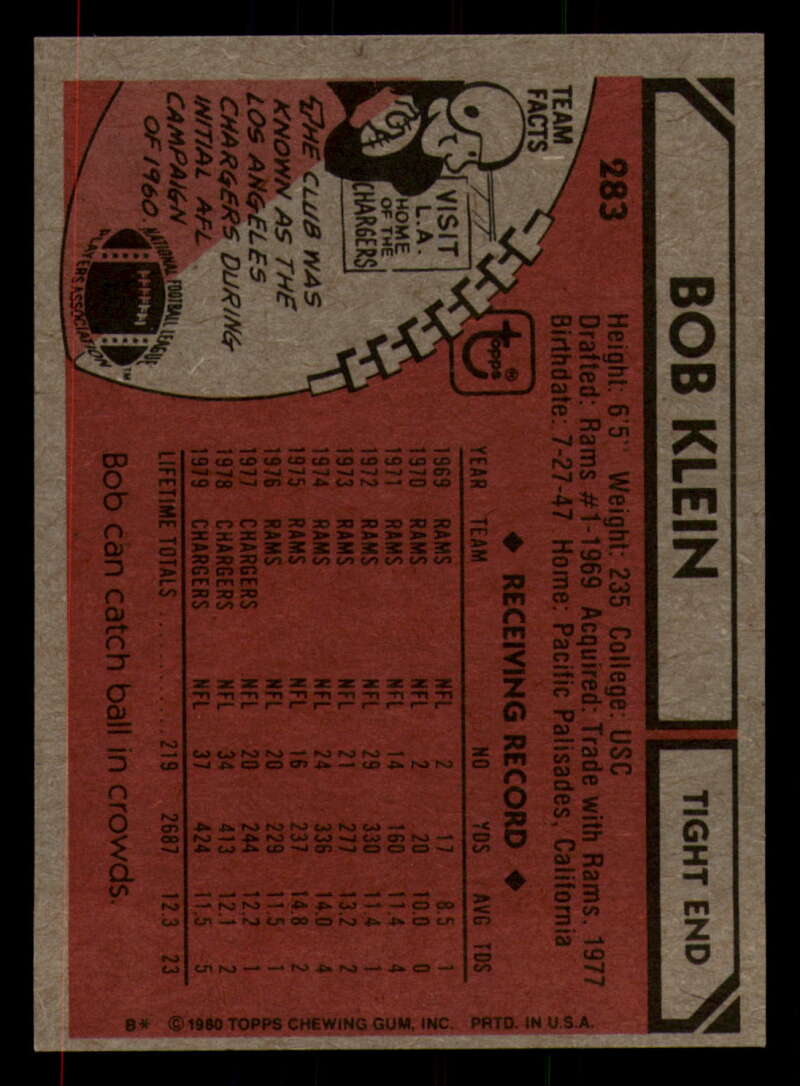 BOB KLEIN
TIGHT END
283
Height: 6'5" Weight: 235 College: USC
Drafted: Rams #1-1969 Acquired: Trade with Rams, 1977
Birthdate: 7-27-47 Home: Pacific Palisades, California
TEAM
FACTS
VISIT
L.A.
HOME
OF THE
CHARGERS
THE CLUB WAS
KNOWN AS THE
LOS ANGELES
CHARGERS DURING
INITIAL AFL
CAMPAIGN
OF 1960.
NATIONAL FOOTBALL LEAGUE
PLAYERS ASSOCIATION™
topps®
◆ RECEIVING RECORD ◆
YEAR TEAM NO YDS AVG TDS
1969 RAMS NFL 2 17 8.5 1
1970 RAMS NFL 2 20 10.0 0
1971 RAMS NFL 14 160 11.4 4
1972 RAMS NFL 29 330 11.4 1
1973 RAMS NFL 21 277 13.2 2
1974 RAMS NFL 24 336 14.0 4
1975 RAMS NFL 16 237 14.8 2
1976 RAMS NFL 20 229 11.5 1
1977 CHARGERS NFL 20 244 12.2 1
1978 CHARGERS NFL 34 413 12.1 2
1979 CHARGERS NFL 37 424 11.5 5
LIFETIME TOTALS .............. 219 2687 12.3 23
Bob can catch ball in crowds.
B* © 1980 TOPPS CHEWING GUM, INC. PRTD. IN U.S.A.